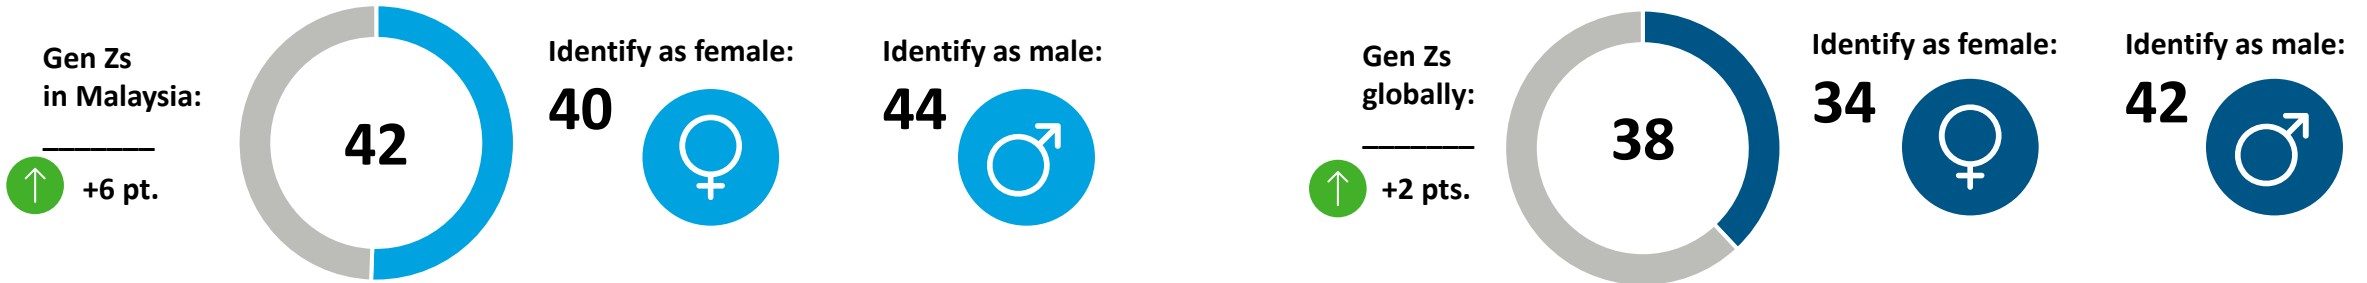 Gen Zs
in Malaysia:
+6 pt.
42
Identify as female:
40
Identify as male:
44
Gen Zs
globally:
+2 pts.
38
Identify as female:
34
Identify as male:
42